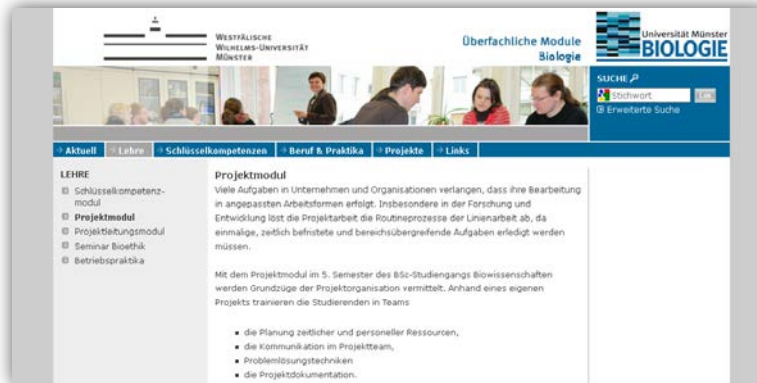 WESTFÄLISCHE
WILHELMS-UNIVERSITÄT
MÜNSTER
Überfachliche Module
Biologie
Universität Münster
BIOLOGIE
SUCHE
Stichwort
Los
Erweiterte Suche
Aktuell
Lehre
Schlüsselkompetenzen
Beruf & Praktika
Projekte
Links
LEHRE
Schlüsselkompetenz-
modul
Projektmodul
Projektleitungsmodul
Seminar Bioethik
Betriebspraktika
Projektmodul
Viele Aufgaben in Unternehmen und Organisationen verlangen, dass ihre Bearbeitung
in angepassten Arbeitsformen erfolgt. Insbesondere in der Forschung und
Entwicklung löst die Projektarbeit die Routineprozesse der Linienarbeit ab, da
einmalige, zeitlich befristete und bereichsübergreifende Aufgaben erledigt werden
müssen.
Mit dem Projektmodul im 5. Semester des BSc-Studiengangs Biowissenschaften
werden Grundzüge der Projektorganisation vermittelt. Anhand eines eigenen
Projekts trainieren die Studierenden in Teams
die Planung zeitlicher und personeller Ressourcen,
die Kommunikation im Projektteam,
Problemlösungstechniken
die Projektdokumentation.